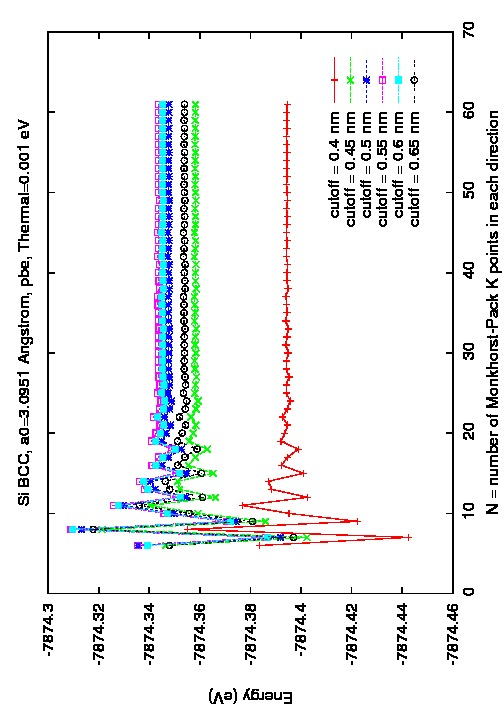 Si BCC, a0=3.0951 Angstrom, pbe, Thermal=0.001 eV
-7874.3
-7874.32
-7874.34
-7874.36
-7874.38
-7874.4
-7874.42
-7874.44
-7874.46
Energy (eV)
cutoff = 0.4 nm
cutoff = 0.45 nm
cutoff = 0.5 nm
cutoff = 0.55 nm
cutoff = 0.6 nm
cutoff = 0.65 nm
0 10 20 30 40 50 60 70
N = number of Monkhorst-Pack K points in each direction